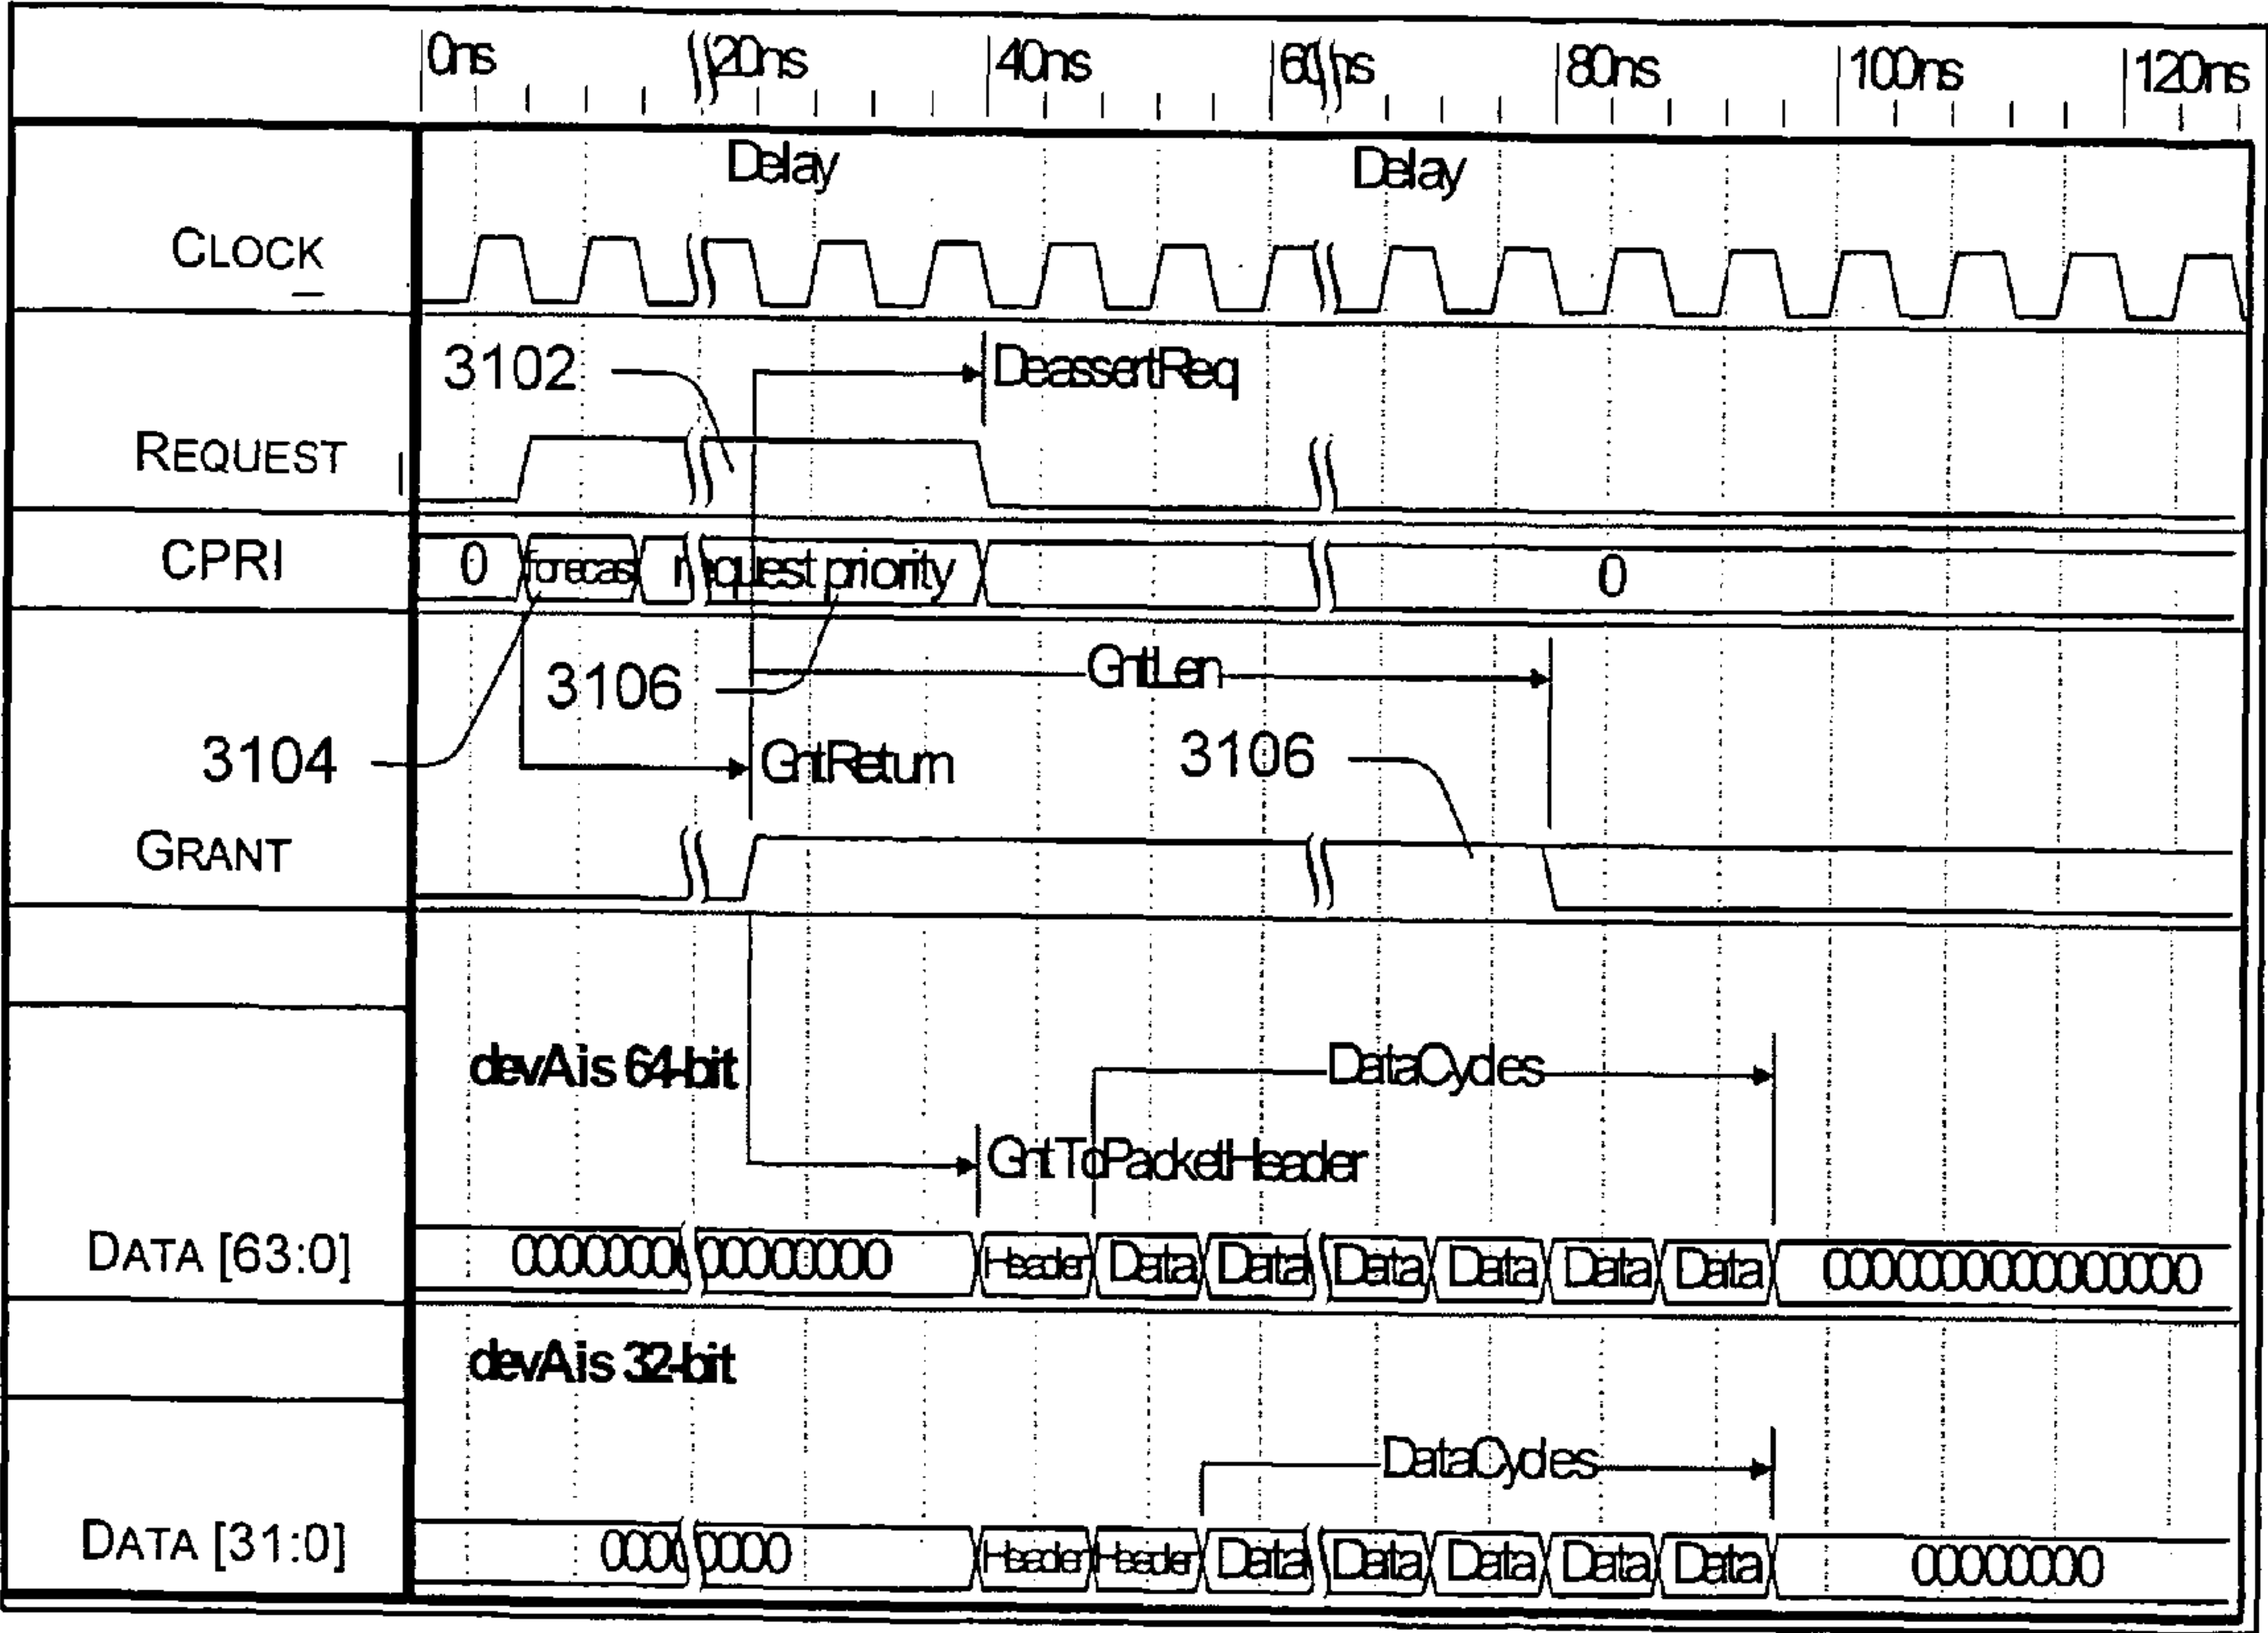 0ns 20ns 40ns 60ns 80ns 100ns 120ns
Delay Delay
CLOCK
3102 DeassertReq
REQUEST
CPRI 0 forecast request priority 0
3106 GntLen
3104 GntReturn 3106
GRANT
devA is 64-bit DataCycles
GntToPacketHeader
DATA [63:0] 0000000000000000 Header Data Data Data Data Data Data 0000000000000000
devA is 32-bit
DataCycles
DATA [31:0] 00000000 Header Header Data Data Data Data Data 00000000